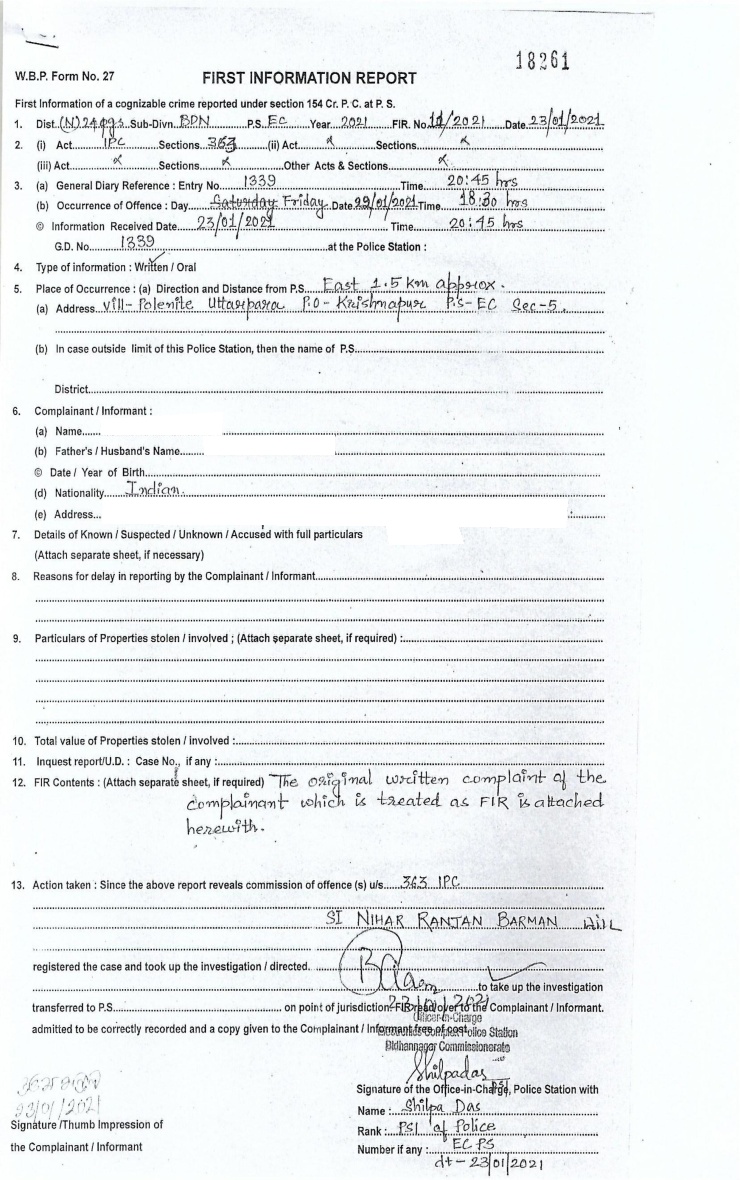 18261
W.B.P. Form No. 27 FIRST INFORMATION REPORT
First Information of a cognizable crime reported under section 154 Cr. P. C. at P. S.
1. Dist (N) 24 pgs Sub-Divn. BDN P.S. EC Year 2021 FIR. No. 11/2021 Date 23/01/2021
2. (i) Act IPC Sections 363 (ii) Act x Sections x
(iii) Act x Sections x Other Acts & Sections x
3. (a) General Diary Reference : Entry No. 1339 Time 20:45 hrs
(b) Occurrence of Offence : Day Saturday Friday Date /01/2021 Time 18:30 hrs
© Information Received Date 23/01/2021 Time 20:45 hrs
G.D. No. 1339 at the Police Station :
4. Type of information : Written / Oral
5. Place of Occurrence : (a) Direction and Distance from P.S. East 1.5 km approx.
(a) Address vill- Polenite Uttarpara P.O- Krishnapur P.S- EC Sec-5.
(b) In case outside limit of this Police Station, then the name of P.S.
District
6. Complainant / Informant :
(a) Name
(b) Father's / Husband's Name
© Date / Year of Birth
(d) Nationality Indian.
(e) Address
7. Details of Known / Suspected / Unknown / Accused with full particulars
(Attach separate sheet, if necessary)
8. Reasons for delay in reporting by the Complainant / Informant
9. Particulars of Properties stolen / involved ; (Attach separate sheet, if required) :
10. Total value of Properties stolen / involved :
11. Inquest report/U.D. : Case No., if any :
12. FIR Contents : (Attach separate sheet, if required) The original written complaint of the
complainant which is treated as FIR is attached
herewith.
13. Action taken : Since the above report reveals commission of offence (s) u/s 363 IPC
SI NIHAR RANJAN BARMAN
registered the case and took up the investigation / directed.
to take up the investigation
transferred to P.S. on point of jurisdiction FIR read over to the Complainant / Informant.
Officer-in-Charge
admitted to be correctly recorded and a copy given to the Complainant / Informant free of cost Police Station
Bidhannagar Commissionerate
Shilpadas
23/01/2021
Signature of the Office-in-Charge, Police Station with
Signature /Thumb Impression of
the Complainant / Informant
Name : Shilpa Das
Rank : PSI of Police
Number if any : EC PS
dt- 23/01/2021